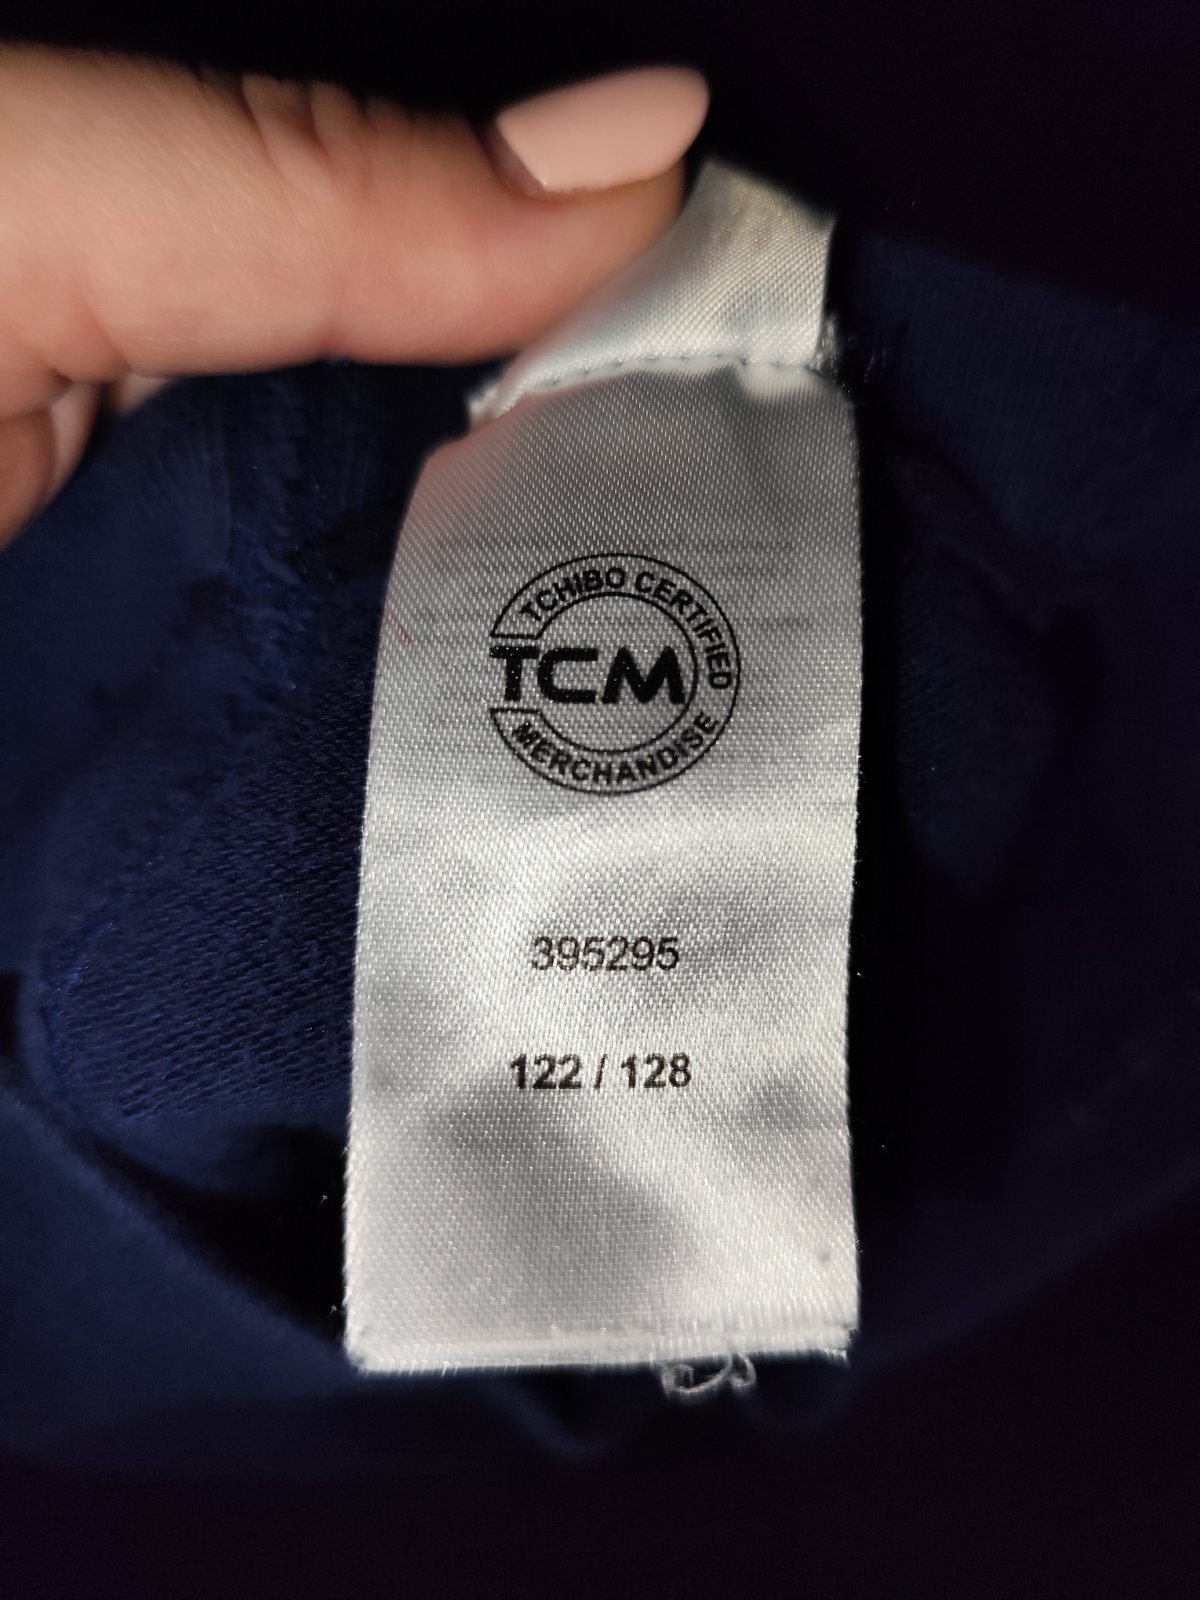 TCHIBO CERTIFIED
TCM
MERCHANDISE
395295
122 / 128